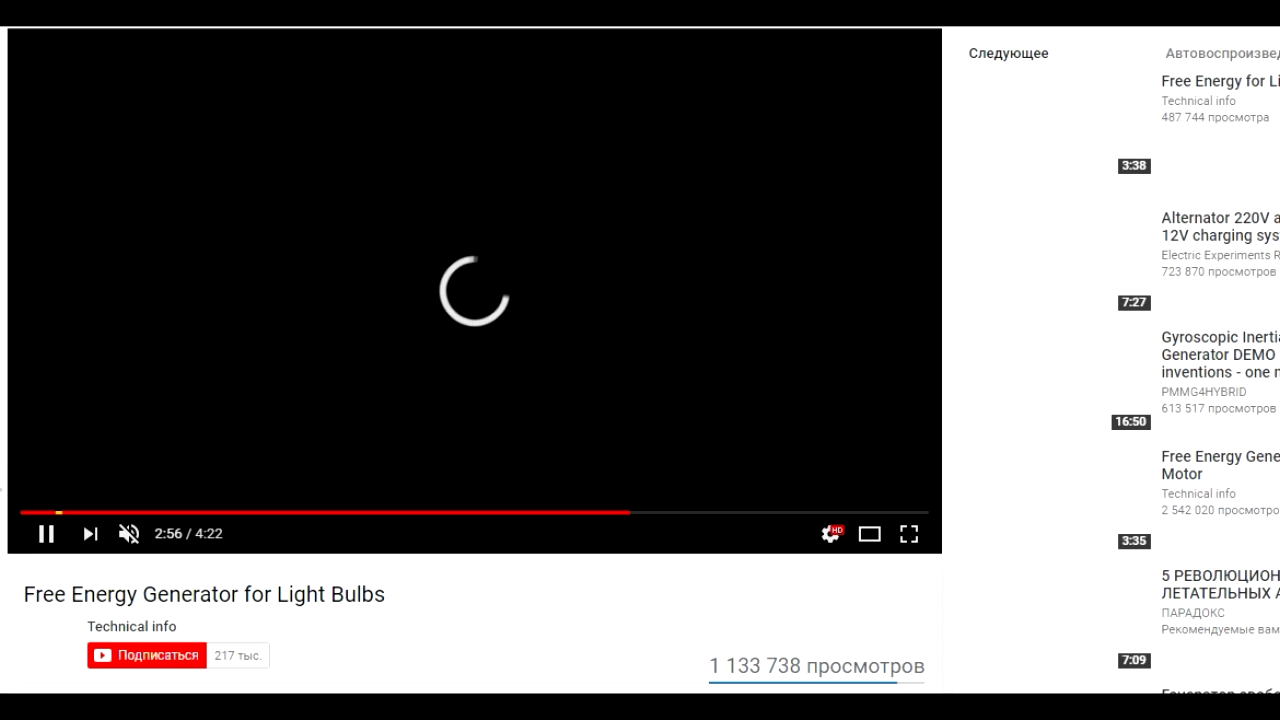 Следующее
Free Energy for Li
Technical info
487 744 просмотра
3:38
Alternator 220V a
12V charging sys
Electric Experiments R
723 870 просмотров
7:27
Gyroscopic Inertia
Generator DEMO
inventions - one m
PMMG4HYBRID
613 517 просмотров
16:50
Free Energy Gene
Motor
Technical info
2 542 020 просмотро
3:35
5 РЕВОЛЮЦИОН
ЛЕТАТЕЛЬНЫХ А
ПАРАДОКС
Рекомендуемые вам
7:09
2:56 / 4:22
HD
Free Energy Generator for Light Bulbs
Technical info
Подписаться 217 тыс.
1 133 738 просмотров